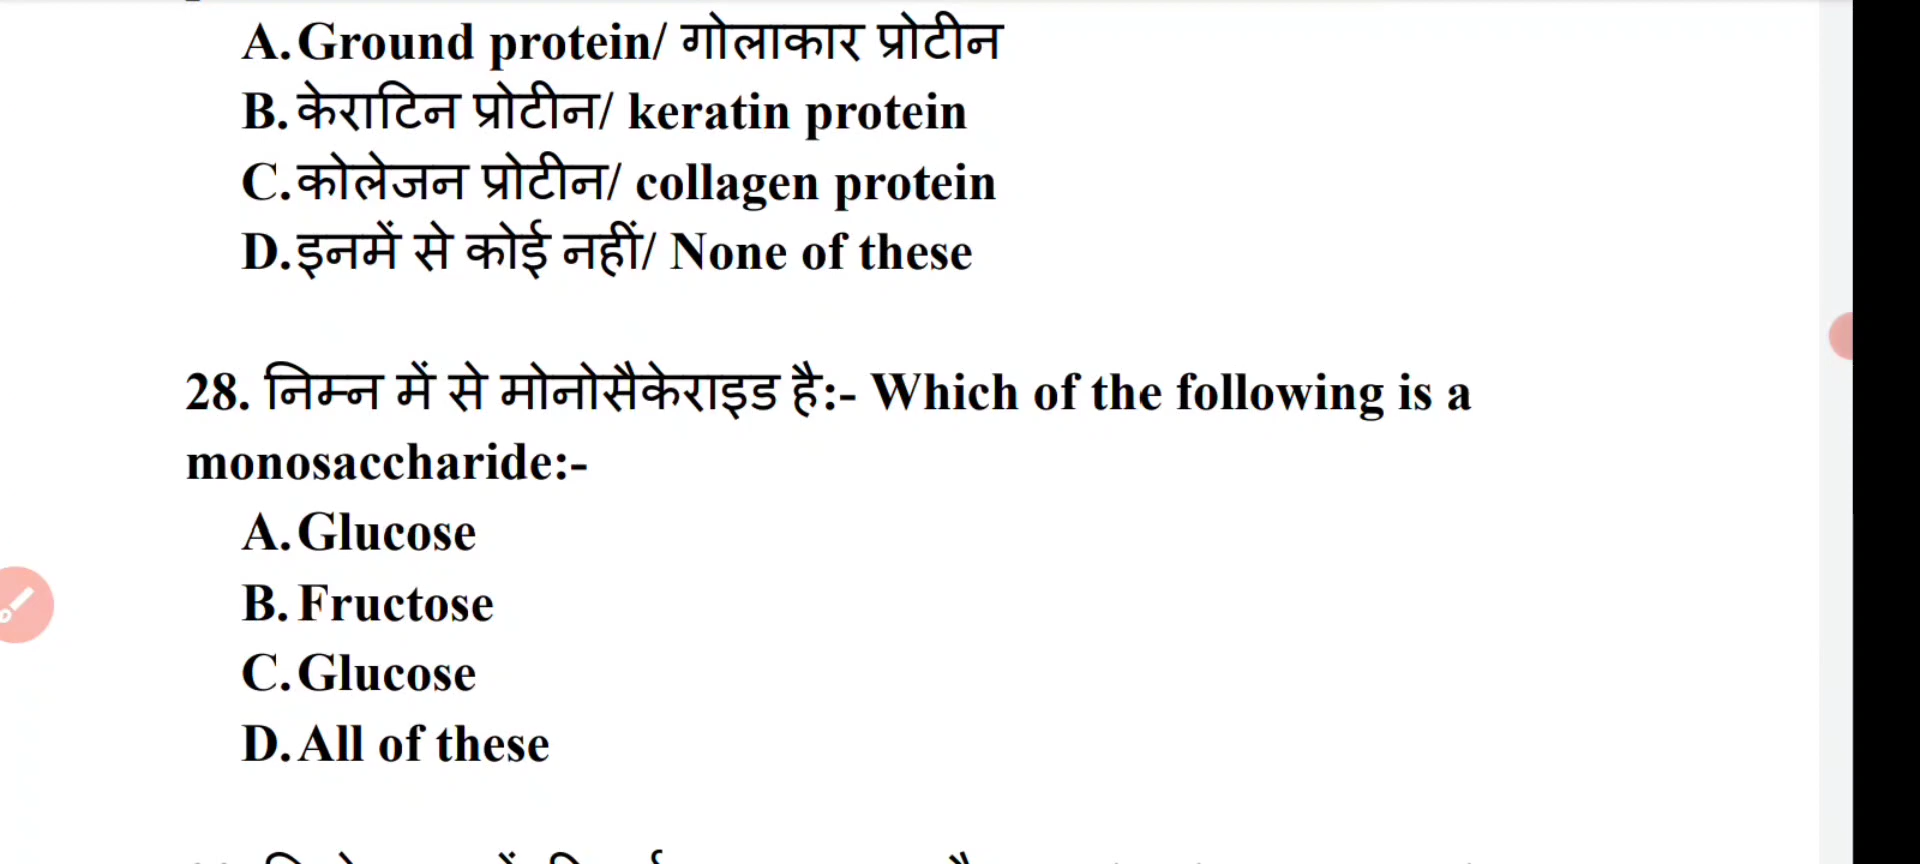 A. Ground protein/ गोलाकार प्रोटीन
B. केराटिन प्रोटीन/ keratin protein
C. कोलेजन प्रोटीन/ collagen protein
D. इनमें से कोई नहीं/ None of these
28. निम्न में से मोनोसैकेराइड है:- Which of the following is a
monosaccharide:-
A. Glucose
B. Fructose
C. Glucose
D. All of these